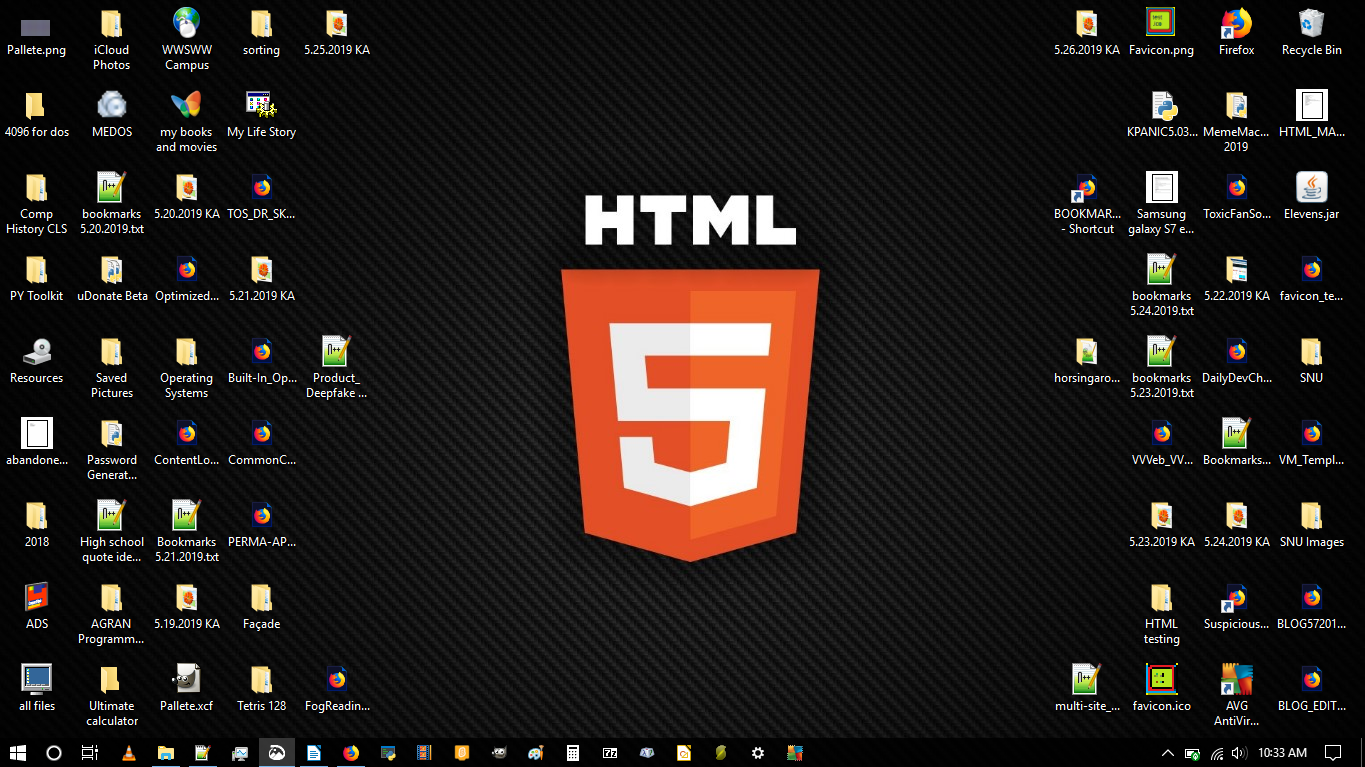 Pallete.png
iCloud
Photos
WWSWW
Campus
sorting
5.25.2019 KA
5.26.2019 KA
Favicon.png
Firefox
Recycle Bin
4096 for dos
MEDOS
my books
and movies
My Life Story
KPANIC5.03...
MemeMac...
2019
HTML_MA...
Comp
History CLS
bookmarks
5.20.2019.txt
5.20.2019 KA
TOS_DR_SK...
BOOKMAR...
- Shortcut
Samsung
galaxy S7 e...
ToxicFanSo...
Elevens.jar
HTML
5
PY Toolkit
uDonate Beta
Optimized...
5.21.2019 KA
bookmarks
5.24.2019.txt
5.22.2019 KA
favicon_te...
Resources
Saved
Pictures
Operating
Systems
Built-In_Op...
Product_
Deepfake ...
horsingaro...
bookmarks
5.23.2019.txt
DailyDevCh...
SNU
abandone...
Password
Generat...
ContentLo...
CommonC...
VVVeb_VV...
Bookmarks...
VM_Templ...
2018
High school
quote ide...
Bookmarks
5.21.2019.txt
PERMA-AP...
5.23.2019 KA
5.24.2019 KA
SNU Images
ADS
AGRAN
Programm...
5.19.2019 KA
Façade
HTML
testing
Suspicious...
BLOG57201...
all files
Ultimate
calculator
Pallete.xcf
Tetris 128
FogReadin...
multi-site_...
favicon.ico
AVG
AntiVir...
BLOG_EDIT...
10:33 AM